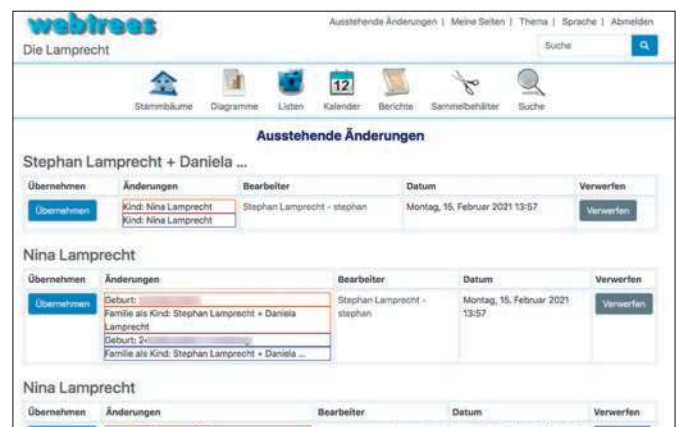 webtrees
Ausstehende Änderungen | Meine Seiten | Thema | Sprache | Abmelden
Die Lamprecht
Suche
12
Stammbäume Diagramme Listen Kalender Berichte Sammelbehälter Suche
Ausstehende Änderungen
Stephan Lamprecht + Daniela ...
Übernehmen Änderungen Bearbeiter Datum Verwerfen
Übernehmen Kind: Nina Lamprecht Stephan Lamprecht - stephan Montag, 15. Februar 2021 13:57 Verwerfen
Kind: Nina Lamprecht
Nina Lamprecht
Übernehmen Änderungen Bearbeiter Datum Verwerfen
Übernehmen Geburt: Stephan Lamprecht - Montag, 15. Februar 2021 Verwerfen
Familie als Kind: Stephan Lamprecht + Daniela stephan 13:57
Lamprecht
Geburt: 2
Familie als Kind: Stephan Lamprecht + Daniela ...
Nina Lamprecht
Übernehmen Änderungen Bearbeiter Datum Verwerfen